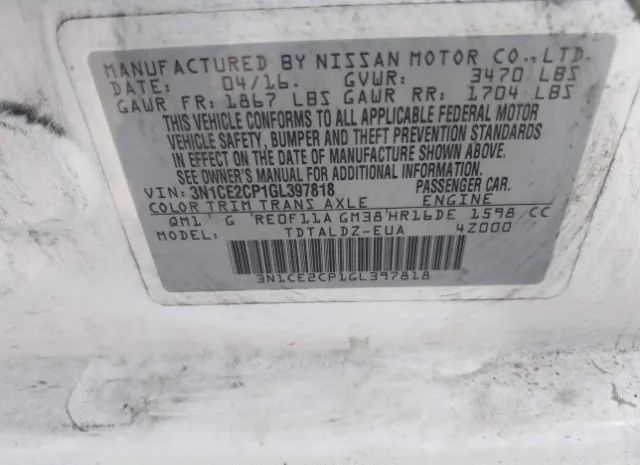 MANUFACTURED BY NISSAN MOTOR CO., LTD.
DATE: 04/16. GVWR: 3470 LBS
GAWR FR: 1867 LBS GAWR RR: 1704 LBS
THIS VEHICLE CONFORMS TO ALL APPLICABLE FEDERAL MOTOR
VEHICLE SAFETY, BUMPER AND THEFT PREVENTION STANDARDS
IN EFFECT ON THE DATE OF MANUFACTURE SHOWN ABOVE.
SEE OWNER'S MANUAL FOR ADDITIONAL INFORMATION.
VIN: 3N1CE2CP1GL397818 PASSENGER CAR.
COLOR TRIM TRANS AXLE ENGINE
QM1 G RE0F11A GM38 HR16DE 1598 CC
MODEL: TDTALDZ-EUA 4Z000
3N1CE2CP1GL397818